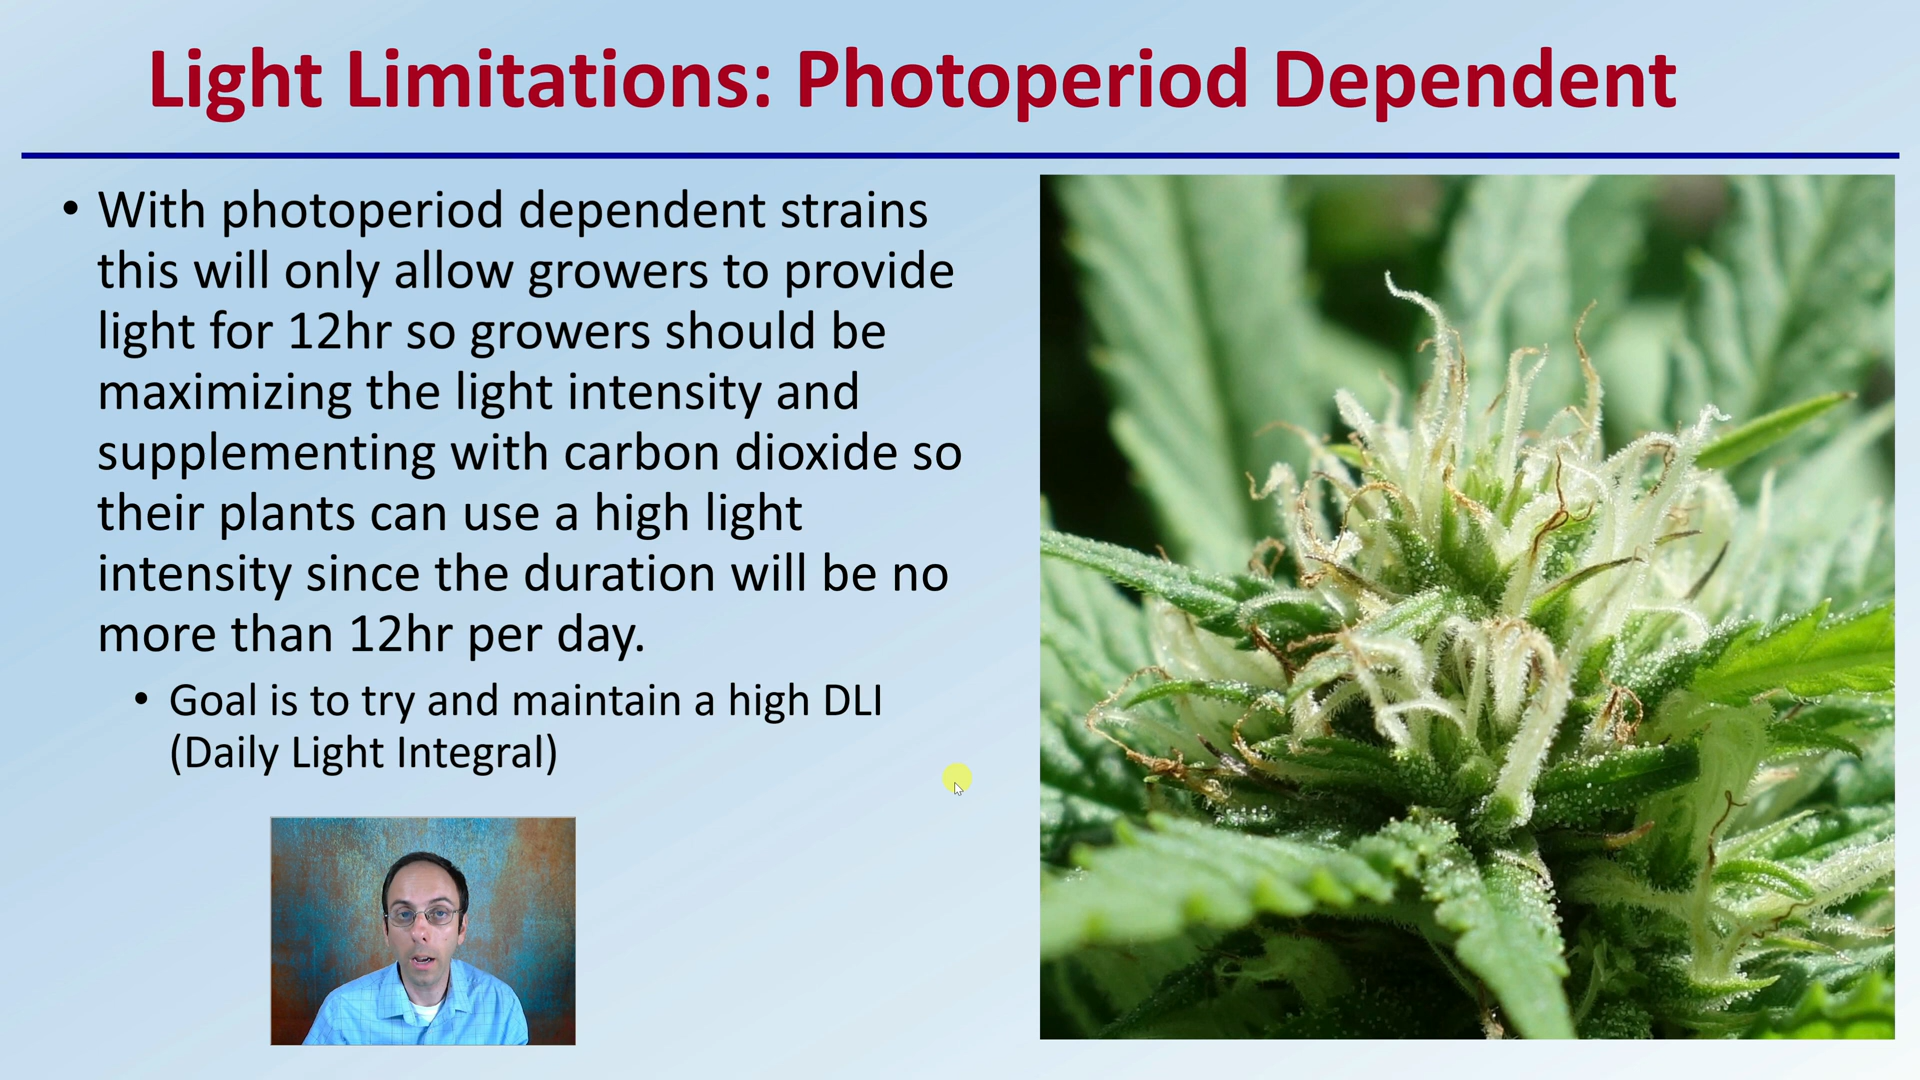 Light Limitations: Photoperiod Dependent
• With photoperiod dependent strains
this will only allow growers to provide
light for 12hr so growers should be
maximizing the light intensity and
supplementing with carbon dioxide so
their plants can use a high light
intensity since the duration will be no
more than 12hr per day.
• Goal is to try and maintain a high DLI
(Daily Light Integral)